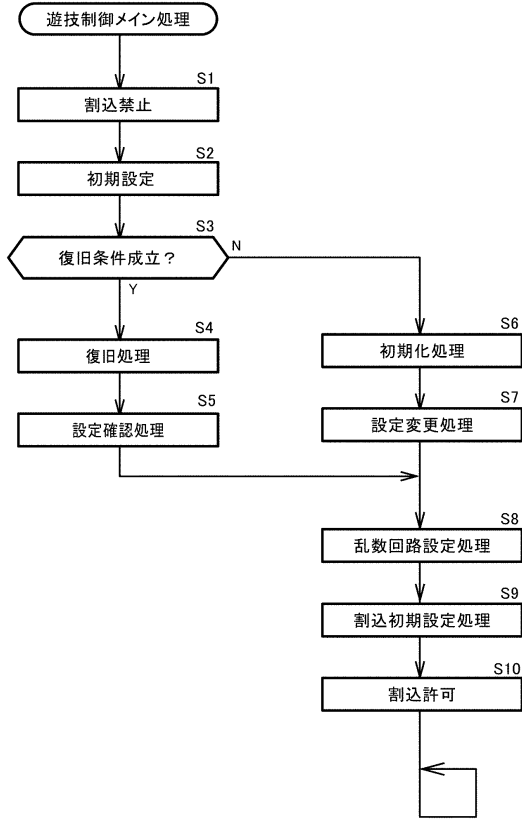 遊技制御メイン処理
S1
割込禁止
S2
初期設定
S3
復旧条件成立？
N
Y
S4
復旧処理
S5
設定確認処理
S6
初期化処理
S7
設定変更処理
S8
乱数回路設定処理
S9
割込初期設定処理
S10
割込許可